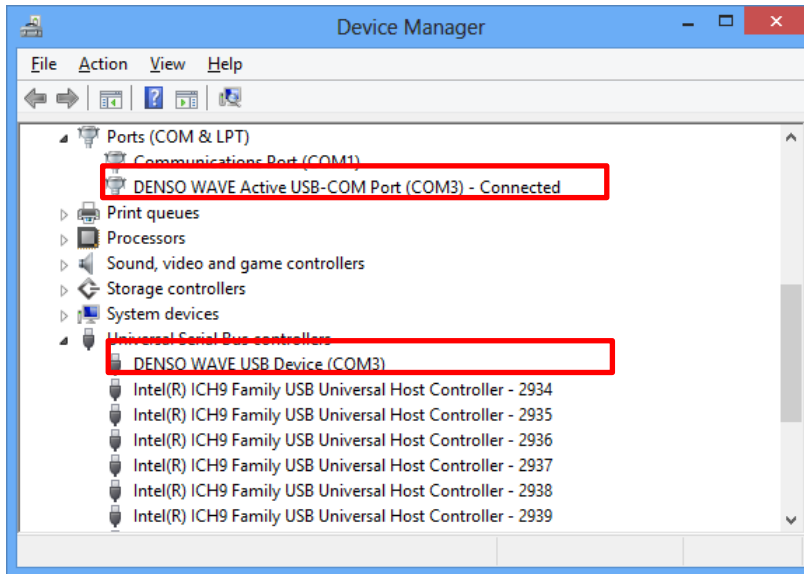 Device Manager
File Action View Help
Ports (COM & LPT)
Communications Port (COM1)
DENSO WAVE Active USB-COM Port (COM3) - Connected
Print queues
Processors
Sound, video and game controllers
Storage controllers
System devices
Universal Serial Bus controllers
DENSO WAVE USB Device (COM3)
Intel(R) ICH9 Family USB Universal Host Controller - 2934
Intel(R) ICH9 Family USB Universal Host Controller - 2935
Intel(R) ICH9 Family USB Universal Host Controller - 2936
Intel(R) ICH9 Family USB Universal Host Controller - 2937
Intel(R) ICH9 Family USB Universal Host Controller - 2938
Intel(R) ICH9 Family USB Universal Host Controller - 2939